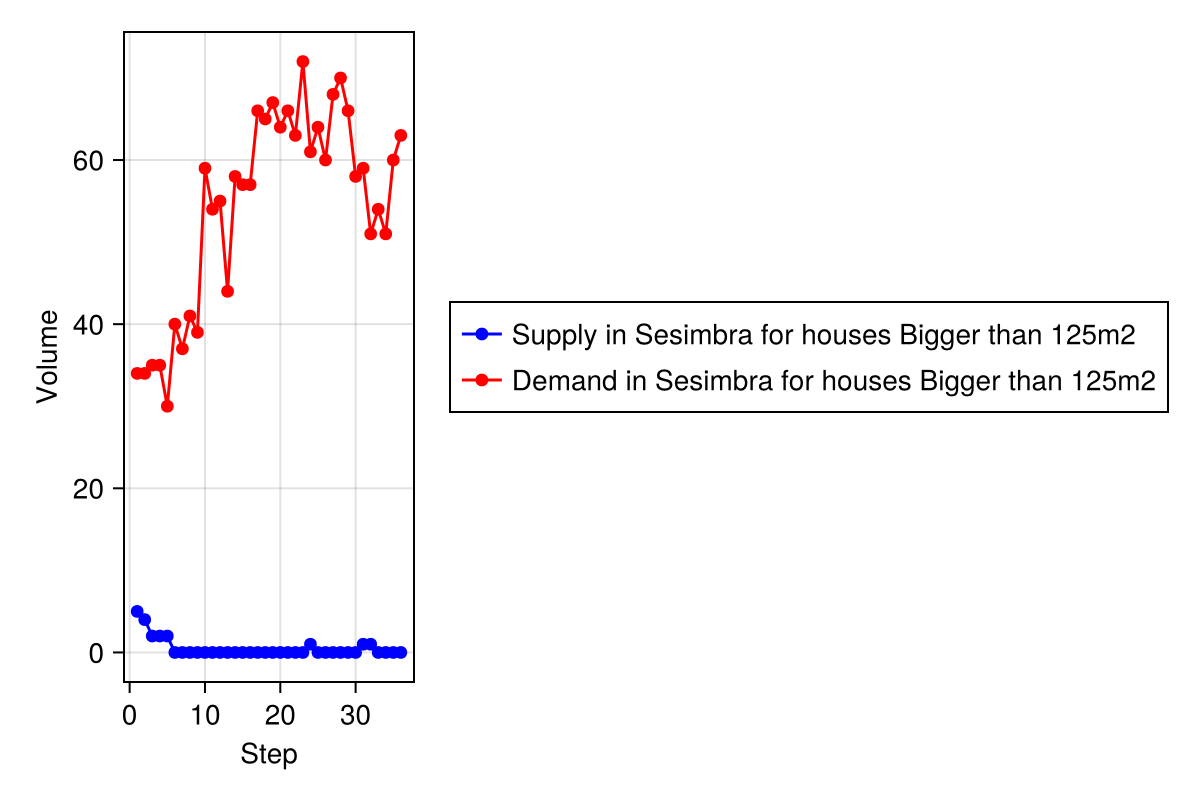 Volume
60
40
20
0
0 10 20 30
Step
Supply in Sesimbra for houses Bigger than 125m2
Demand in Sesimbra for houses Bigger than 125m2